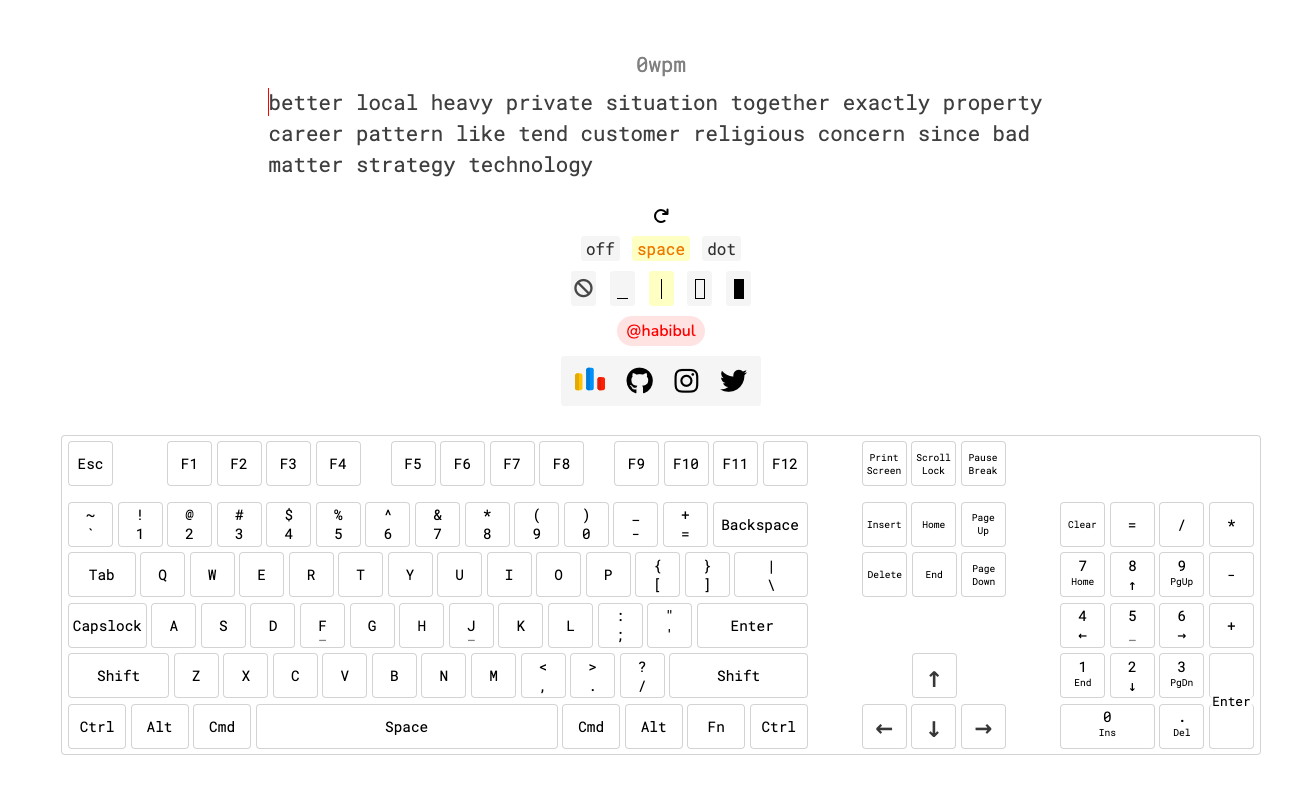 0wpm
better local heavy private situation together exactly property
career pattern like tend customer religious concern since bad
matter strategy technology
off space dot
_ |
@habibul
Esc F1 F2 F3 F4 F5 F6 F7 F8 F9 F10 F11 F12 Print Screen Scroll Lock Pause Break
~ ! @ # $ % ^ & * ( ) _ +
` 1 2 3 4 5 6 7 8 9 0 - = Backspace Insert Home Page Up Clear = / *
Tab Q W E R T Y U I O P { [ } ] | \ Delete End Page Down 7 Home 8 ↑ 9 PgUp -
Capslock A S D F _ G H J _ K L : ; " ' Enter 4 ← 5 _ 6 → +
Shift Z X C V B N M < , > . ? / Shift ↑ 1 End 2 ↓ 3 PgDn Enter
Ctrl Alt Cmd Space Cmd Alt Fn Ctrl ← ↓ → 0 Ins . Del